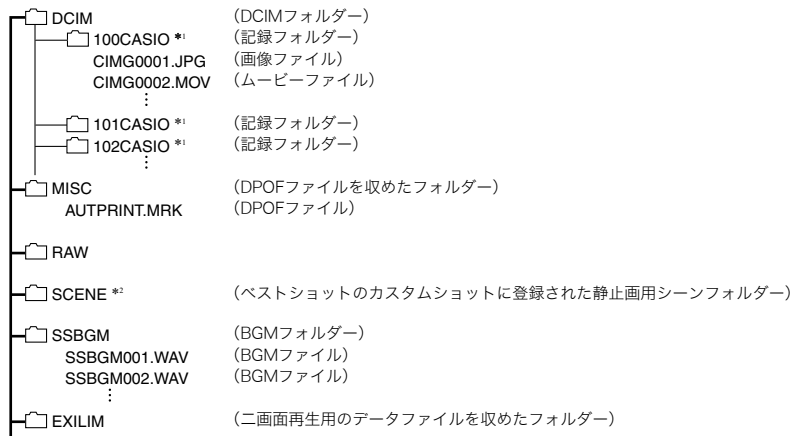 DCIM （DCIMフォルダー）
100CASIO *1 （記録フォルダー）
CIMG0001.JPG （画像ファイル）
CIMG0002.MOV （ムービーファイル）
101CASIO *1 （記録フォルダー）
102CASIO *1 （記録フォルダー）
MISC （DPOFファイルを収めたフォルダー）
AUTPRINT.MRK （DPOFファイル）
RAW
SCENE *2 （ベストショットのカスタムショットに登録された静止画用シーンフォルダー）
SSBGM （BGMフォルダー）
SSBGM001.WAV （BGMファイル）
SSBGM002.WAV （BGMファイル）
EXILIM （二画面再生用のデータファイルを収めたフォルダー）